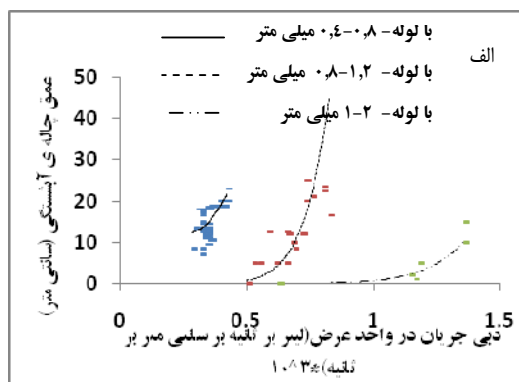 با لوله- ۰,۴-۰,۸ میلی متر
با لوله- ۰,۸-۱,۲ میلی متر
با لوله- ۱-۲ میلی متر
الف
50
40
30
20
10
0
عمق چاله ی آبشستگی (سانتی متر)
0 0.5 1 1.5
دبی جریان در واحد عرض(لیتر بر ثانیه بر سانتی متر بر
ثانیه)*۱۰^۳